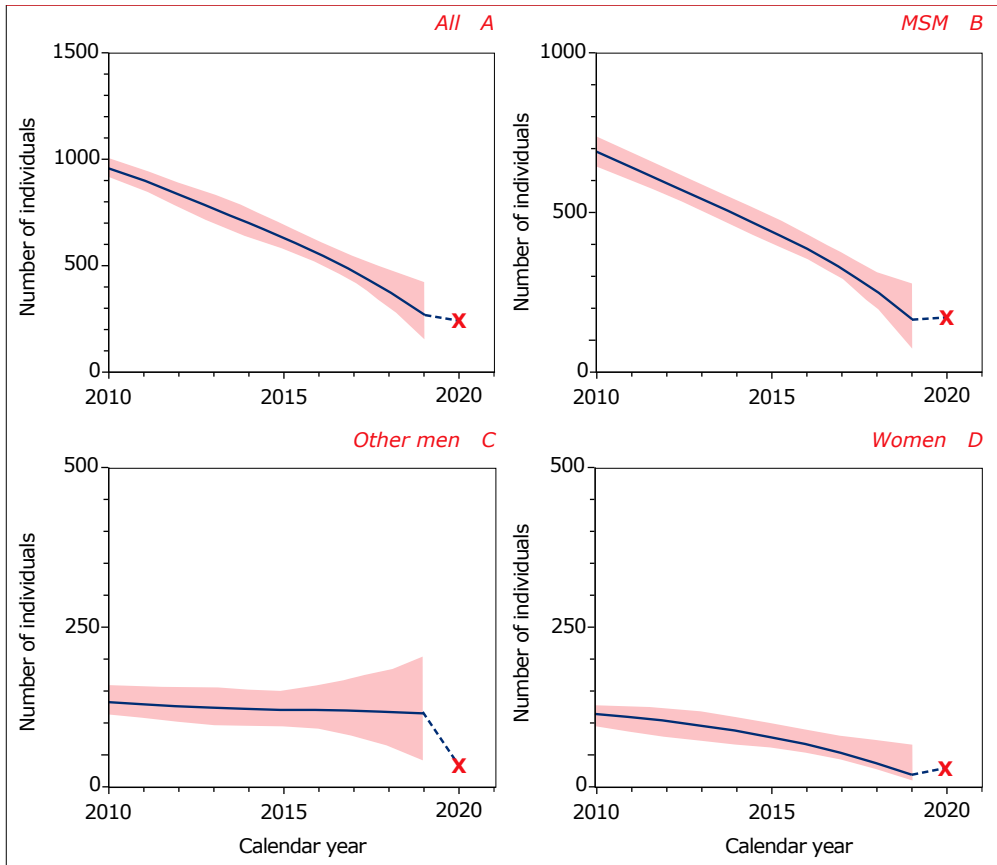 All A
1500
1000
500
0
Number of individuals
2010
2015
2020
MSM B
1000
500
0
Number of individuals
2010
2015
2020
Other men C
500
250
0
Number of individuals
2010
2015
2020
Calendar year
Women D
500
250
0
Number of individuals
2010
2015
2020
Calendar year